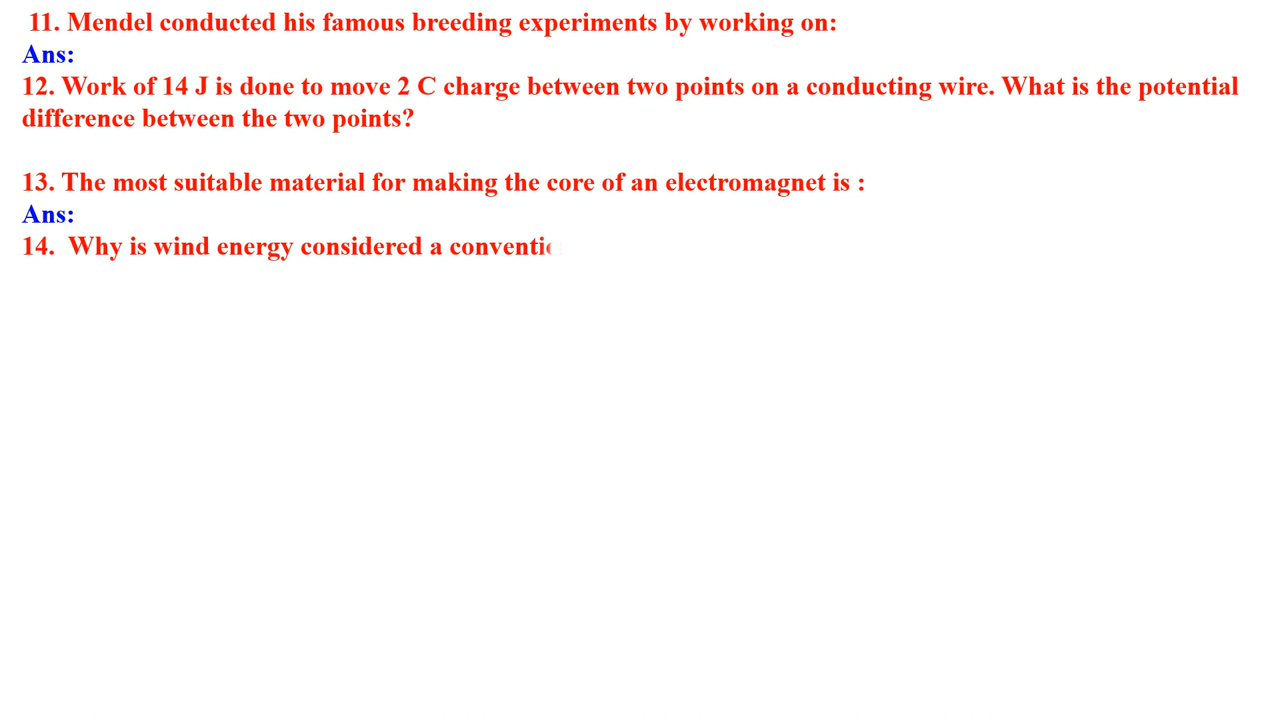 11. Mendel conducted his famous breeding experiments by working on:
Ans:
12. Work of 14 J is done to move 2 C charge between two points on a conducting wire. What is the potential
difference between the two points?
13. The most suitable material for making the core of an electromagnet is :
Ans:
14. Why is wind energy considered a